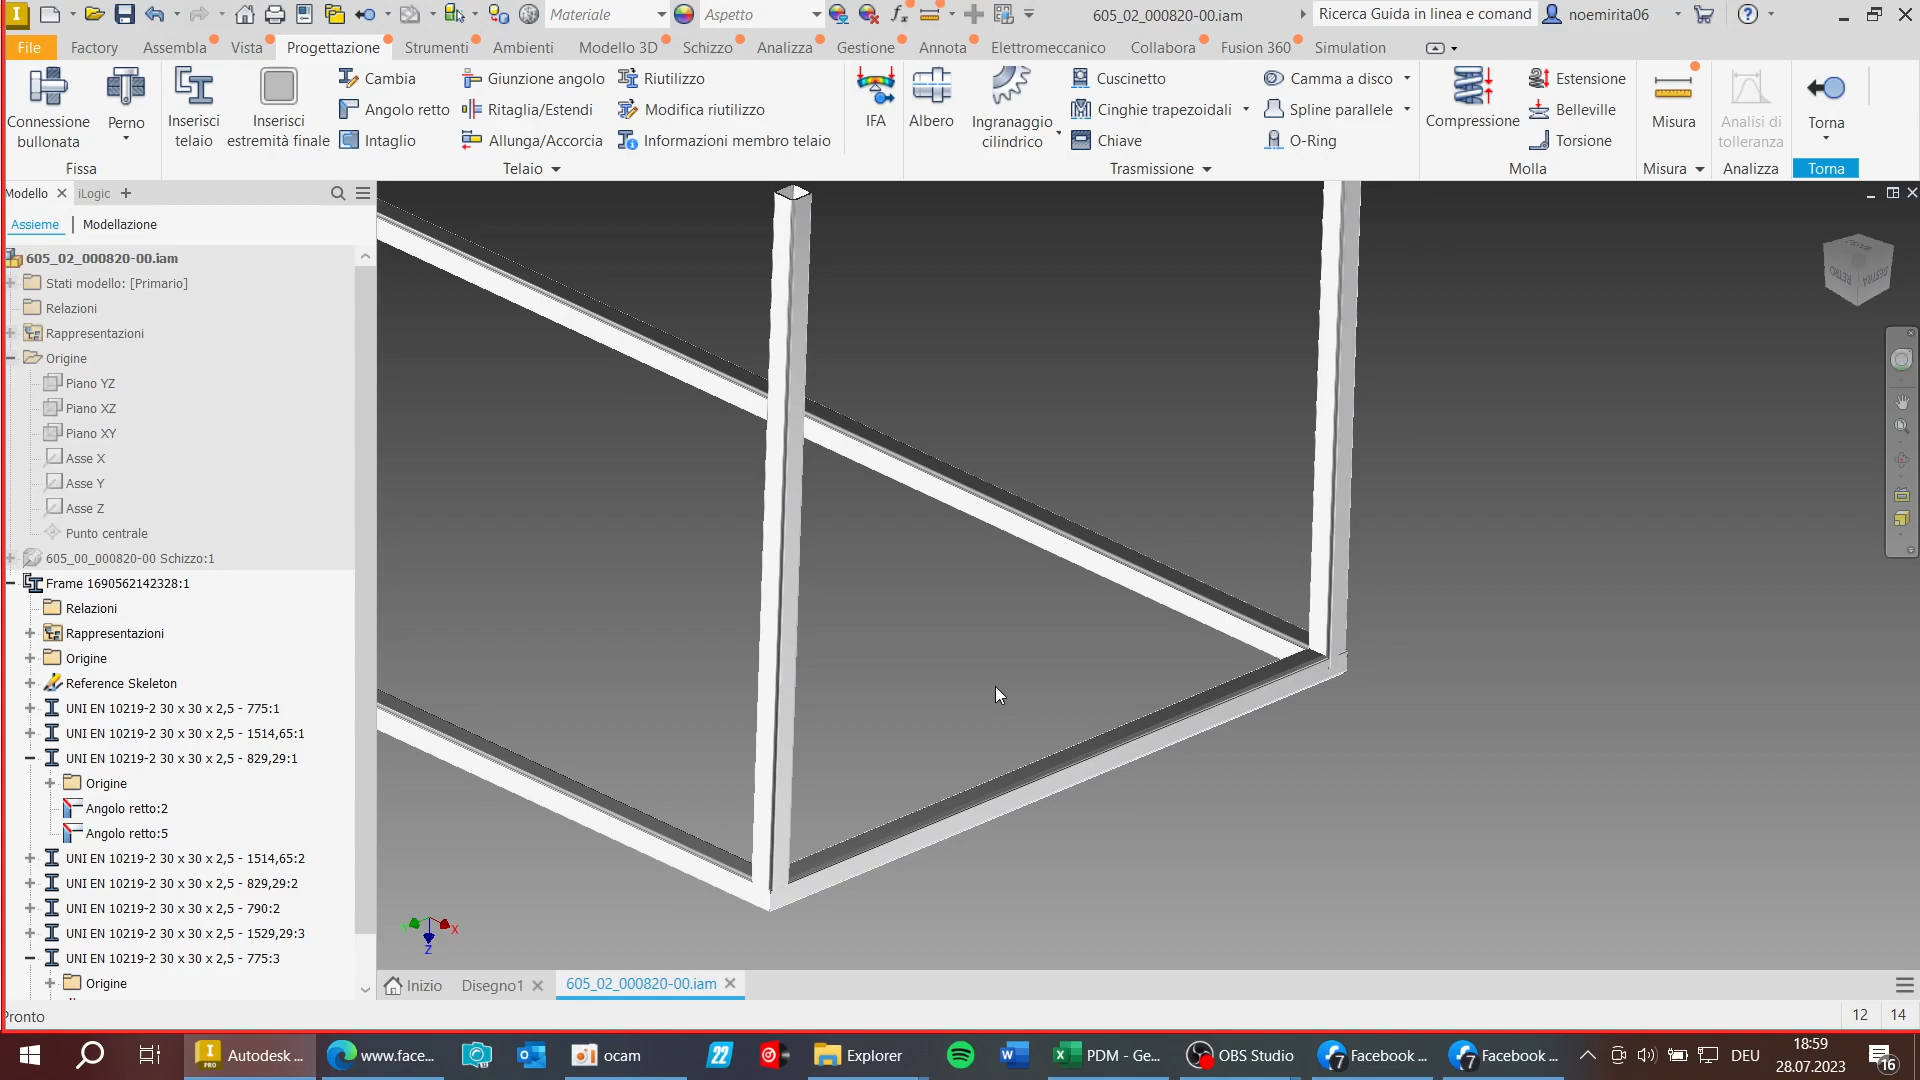 Materiale
Aspetto
605_02_000820-00.iam
Ricerca Guida in linea e comand
noemirita06
File
Factory
Assembla
Vista
Progettazione
Strumenti
Ambienti
Modello 3D
Schizzo
Analizza
Gestione
Annota
Elettromeccanico
Collabora
Fusion 360
Simulation
Connessione
bullonata
Perno
Fissa
Inserisci
telaio
Inserisci
estremità finale
Cambia
Angolo retto
Intaglio
Giunzione angolo
Ritaglia/Estendi
Allunga/Accorcia
Riutilizzo
Modifica riutilizzo
Informazioni membro telaio
Telaio
IFA
Albero
Ingranaggio
cilindrico
Cuscinetto
Cinghie trapezoidali
Chiave
Camma a disco
Spline parallele
O-Ring
Trasmissione
Compressione
Estensione
Belleville
Torsione
Molla
Misura
Misura
Analisi di
tolleranza
Analizza
Torna
Torna
Modello
iLogic
Assieme
Modellazione
605_02_000820-00.iam
Stati modello: [Primario]
Relazioni
Rappresentazioni
Origine
Piano YZ
Piano XZ
Piano XY
Asse X
Asse Y
Asse Z
Punto centrale
605_00_000820-00 Schizzo:1
Frame 1690562142328:1
Relazioni
Rappresentazioni
Origine
Reference Skeleton
UNI EN 10219-2 30 x 30 x 2,5 - 775:1
UNI EN 10219-2 30 x 30 x 2,5 - 1514,65:1
UNI EN 10219-2 30 x 30 x 2,5 - 829,29:1
Origine
Angolo retto:2
Angolo retto:5
UNI EN 10219-2 30 x 30 x 2,5 - 1514,65:2
UNI EN 10219-2 30 x 30 x 2,5 - 829,29:2
UNI EN 10219-2 30 x 30 x 2,5 - 790:2
UNI EN 10219-2 30 x 30 x 2,5 - 1529,29:3
UNI EN 10219-2 30 x 30 x 2,5 - 775:3
Origine
RETRO
DESTRA
X
Y
Z
Inizio
Disegno1
605_02_000820-00.iam
Pronto
12
14
Autodesk ...
www.face...
ocam
22
Explorer
PDM - Ge...
OBS Studio
Facebook ...
Facebook ...
DEU
18:59
28.07.2023
16